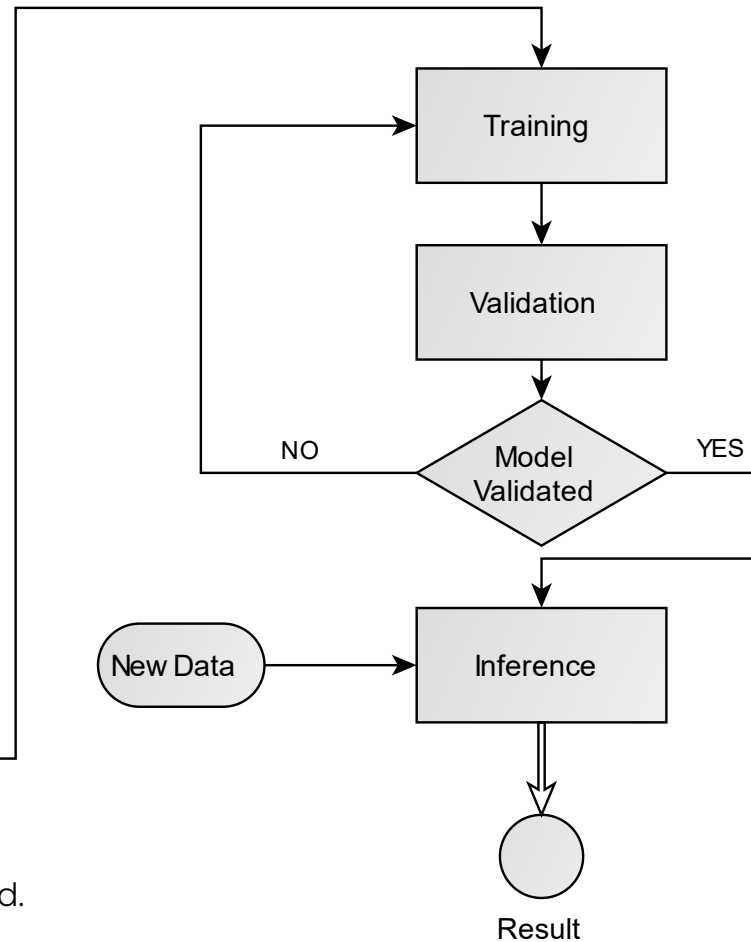 Training
Validation
NO
Model
Validated
YES
New Data
Inference
d.
Result